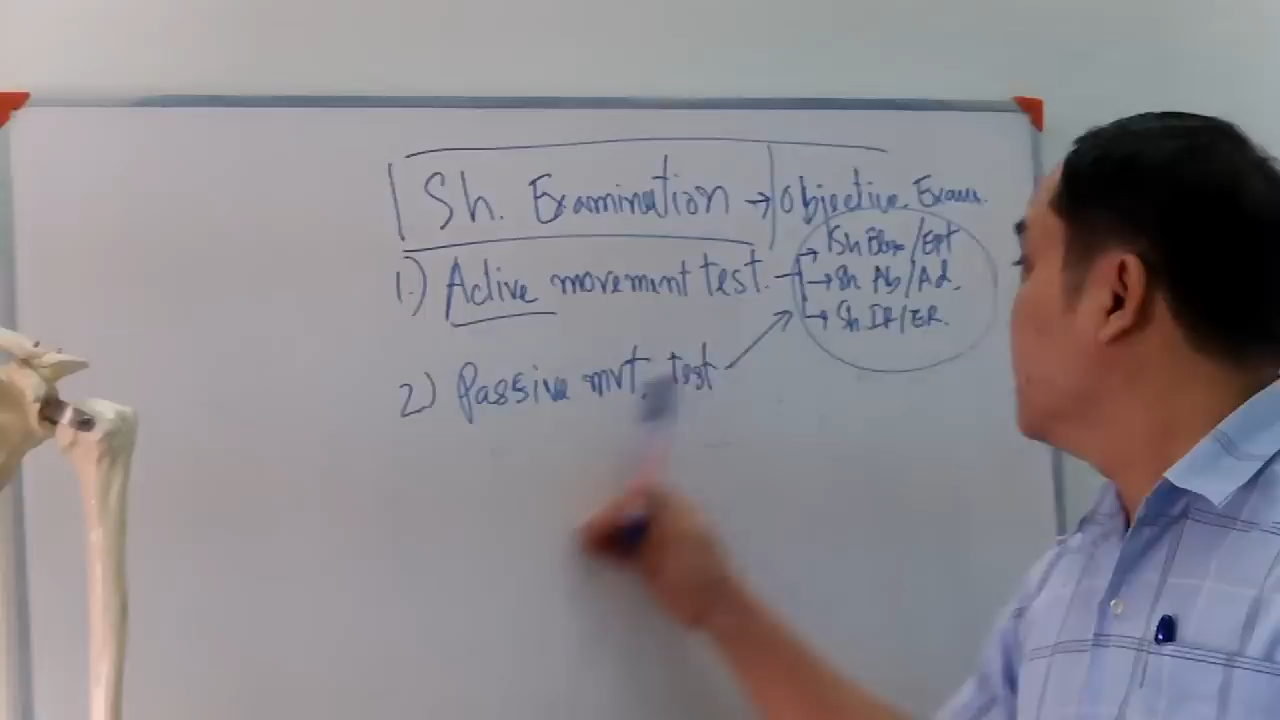 Sh. Examination → Objective Exam.
1.) Active movement test. → Sh Flex/Ext
→ Sh Ab/Ad.
→ Sh IR/ER.
2) Passive mvt. test